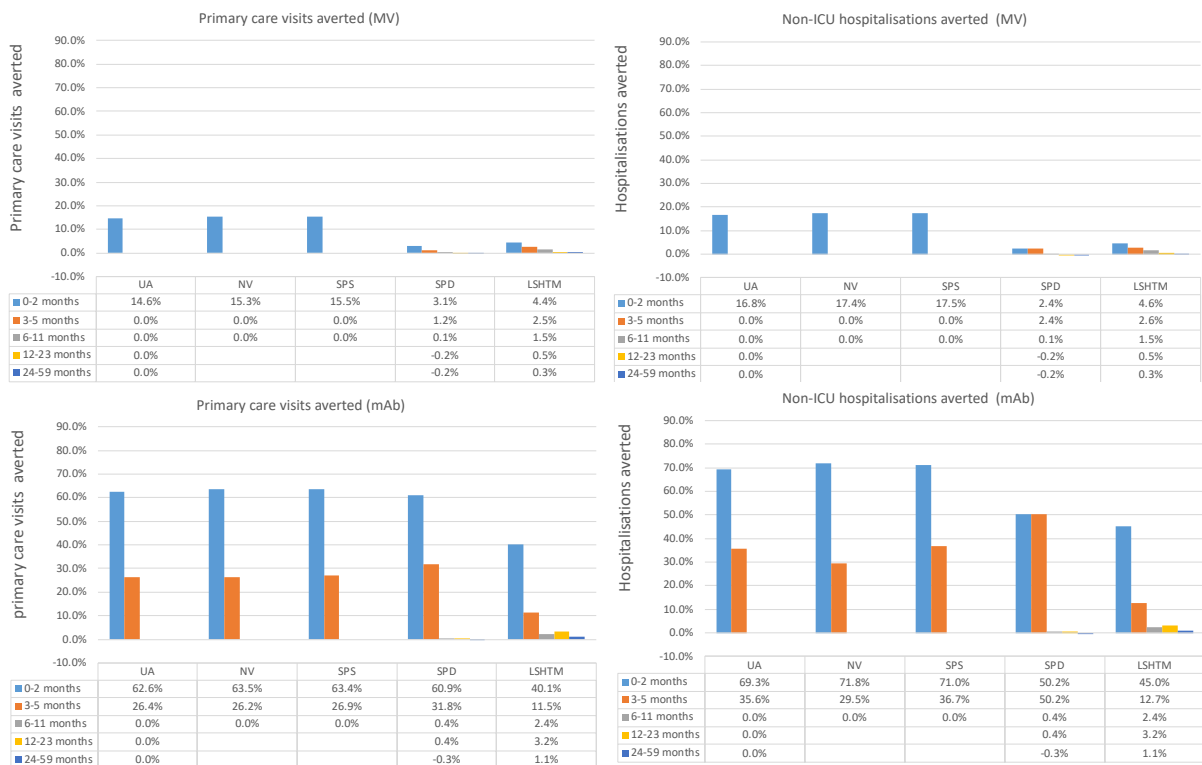 Primary care visits averted (MV)
Primary care visits averted
90.0%
80.0%
70.0%
60.0%
50.0%
40.0%
30.0%
20.0%
10.0%
0.0%
-10.0%
UA NV SPS SPD LSHTM
0-2 months 14.6% 15.3% 15.5% 3.1% 4.4%
3-5 months 0.0% 0.0% 0.0% 1.2% 2.5%
6-11 months 0.0% 0.0% 0.0% 0.1% 1.5%
12-23 months 0.0% -0.2% 0.5%
24-59 months 0.0% -0.2% 0.3%
Non-ICU hospitalisations averted (MV)
Hospitalisations averted
90.0%
80.0%
70.0%
60.0%
50.0%
40.0%
30.0%
20.0%
10.0%
0.0%
-10.0%
UA NV SPS SPD LSHTM
0-2 months 16.8% 17.4% 17.5% 2.4% 4.6%
3-5 months 0.0% 0.0% 0.0% 2.4% 2.6%
6-11 months 0.0% 0.0% 0.0% 0.1% 1.5%
12-23 months 0.0% -0.2% 0.5%
24-59 months 0.0% -0.2% 0.3%
Primary care visits averted (mAb)
primary care visits averted
90.0%
80.0%
70.0%
60.0%
50.0%
40.0%
30.0%
20.0%
10.0%
0.0%
-10.0%
UA NV SPS SPD LSHTM
0-2 months 62.6% 63.5% 63.4% 60.9% 40.1%
3-5 months 26.4% 26.2% 26.9% 31.8% 11.5%
6-11 months 0.0% 0.0% 0.0% 0.4% 2.4%
12-23 months 0.0% 0.4% 3.2%
24-59 months 0.0% -0.3% 1.1%
Non-ICU hospitalisations averted (mAb)
Hospitalisations averted
90.0%
80.0%
70.0%
60.0%
50.0%
40.0%
30.0%
20.0%
10.0%
0.0%
-10.0%
UA NV SPS SPD LSHTM
0-2 months 69.3% 71.8% 71.0% 50.2% 45.0%
3-5 months 35.6% 29.5% 36.7% 50.2% 12.7%
6-11 months 0.0% 0.0% 0.0% 0.4% 2.4%
12-23 months 0.0% 0.4% 3.2%
24-59 months 0.0% -0.3% 1.1%